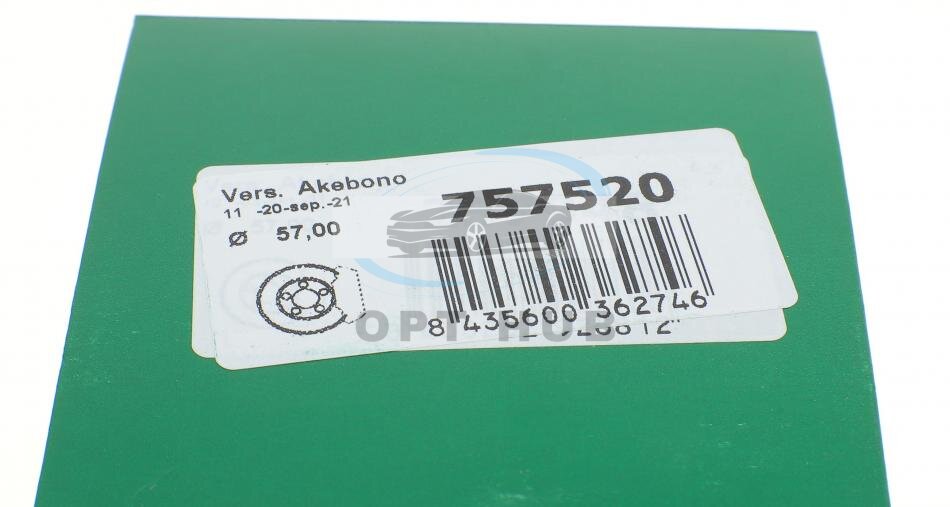 Vers. Akebono
11 -20-sep.-21
Ø 57,00
757520
8 435600 362746
OPT HUB